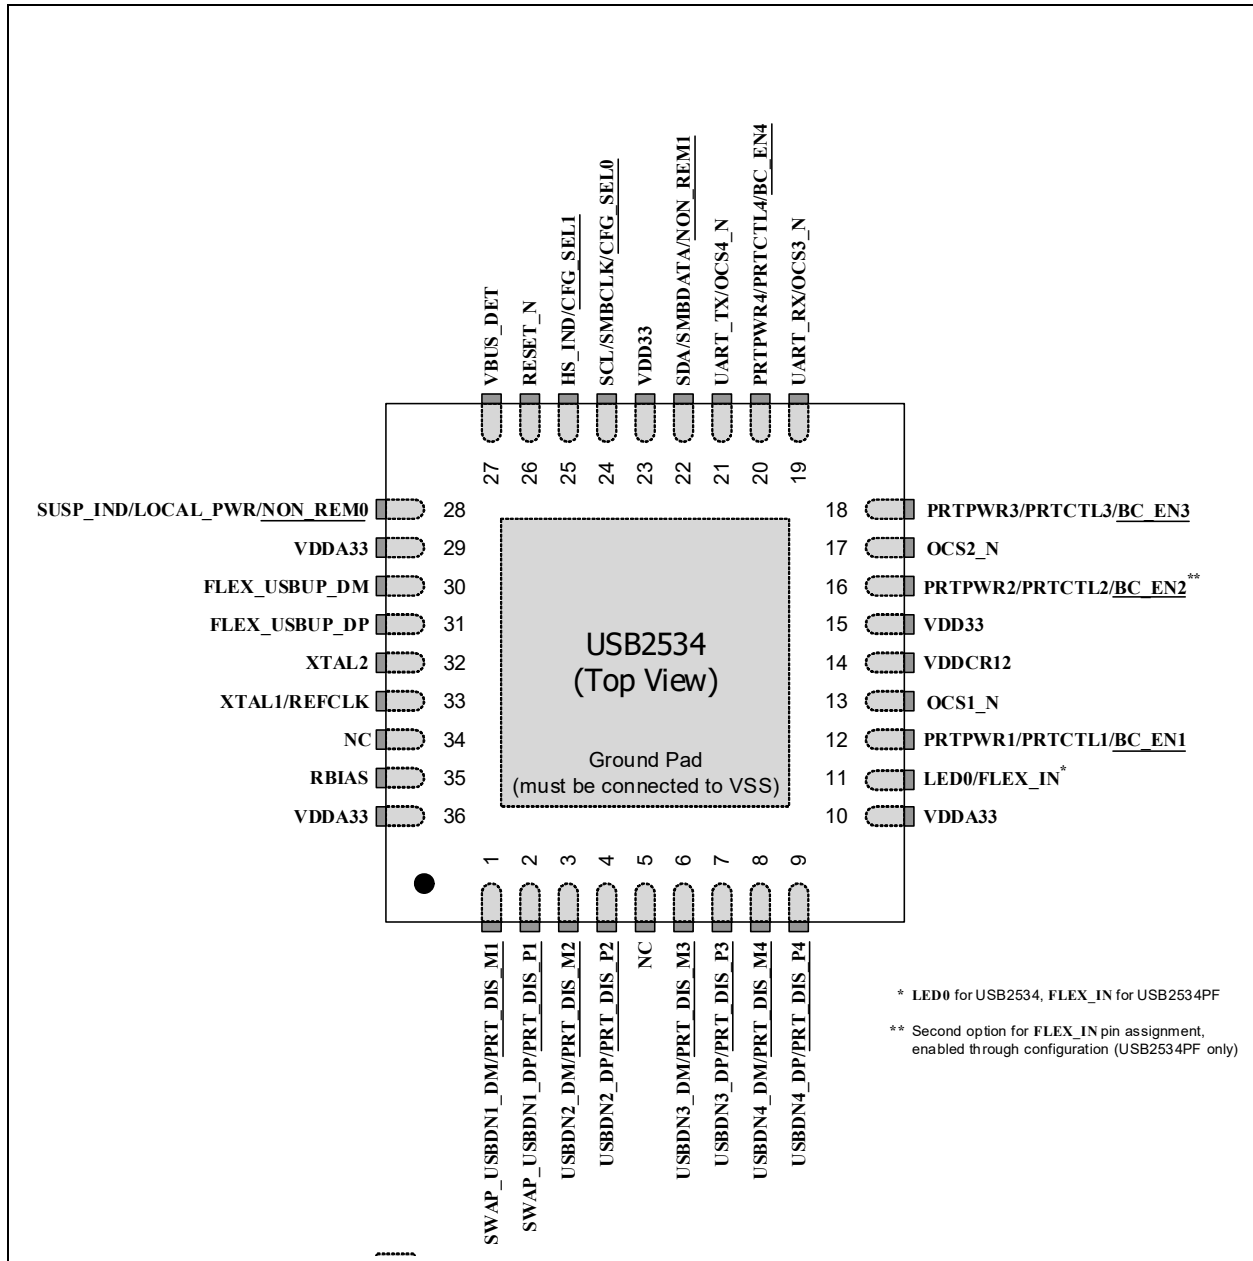 VBUS_DET
RESET_N
HS_IND/CFG_SEL1
SCL/SMBCLK/CFG_SEL0
VDD33
SDA/SMBDATA/NON_REM1
UART_TX/OCS4_N
PRTPWR4/PRTCTL4/BC_EN4
UART_RX/OCS3_N
27
26
25
24
23
22
21
20
19
SUSP_IND/LOCAL_PWR/NON_REM0 28
VDDA33 29
FLEX_USBUP_DM 30
FLEX_USBUP_DP 31
XTAL2 32
XTAL1/REFCLK 33
NC 34
RBIAS 35
VDDA33 36
USB2534
(Top View)
Ground Pad
(must be connected to VSS)
18 PRTPWR3/PRTCTL3/BC_EN3
17 OCS2_N
16 PRTPWR2/PRTCTL2/BC_EN2**
15 VDD33
14 VDDCR12
13 OCS1_N
12 PRTPWR1/PRTCTL1/BC_EN1
11 LED0/FLEX_IN*
10 VDDA33
1
2
3
4
5
6
7
8
9
SWAP_USBDN1_DM/PRT_DIS_M1
SWAP_USBDN1_DP/PRT_DIS_P1
USBDN2_DM/PRT_DIS_M2
USBDN2_DP/PRT_DIS_P2
NC
USBDN3_DM/PRT_DIS_M3
USBDN3_DP/PRT_DIS_P3
USBDN4_DM/PRT_DIS_M4
USBDN4_DP/PRT_DIS_P4
* LED0 for USB2534, FLEX_IN for USB2534PF
** Second option for FLEX_IN pin assignment,
enabled through configuration (USB2534PF only)